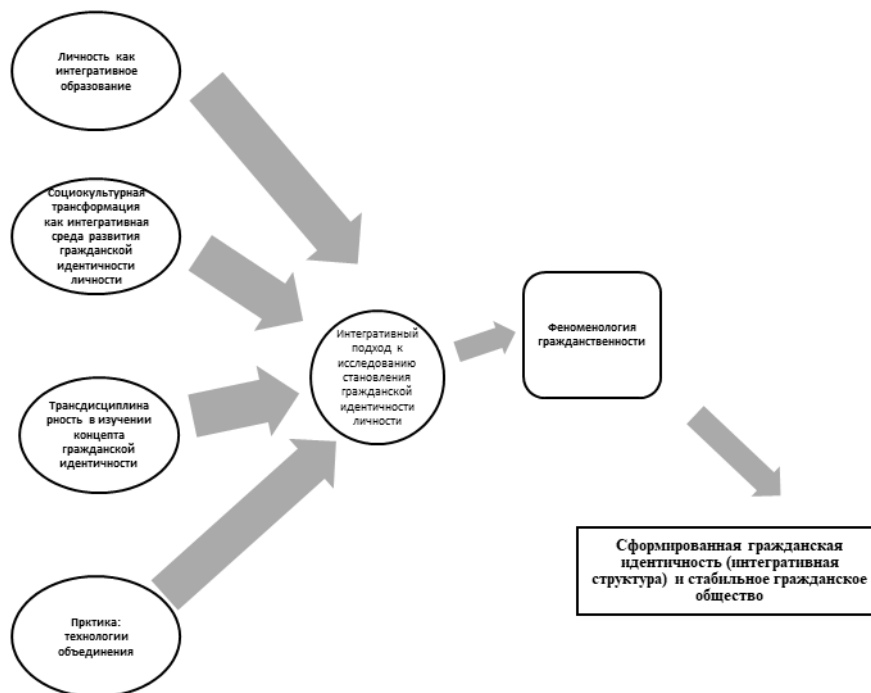 Личность как
интегративное
образование
Социокультурная
трансформация
как интегративная
среда развития
гражданской
идентичности
личности
Трансдисциплина
рность в изучении
концепта
гражданской
идентичности
Прктика:
технологии
объединения
Интегративный
подход к
исследованию
становления
гражданской
идентичности
личности
Феноменология
гражданственности
Сформированная гражданская
идентичность (интегративная
структура) и стабильное гражданское
общество